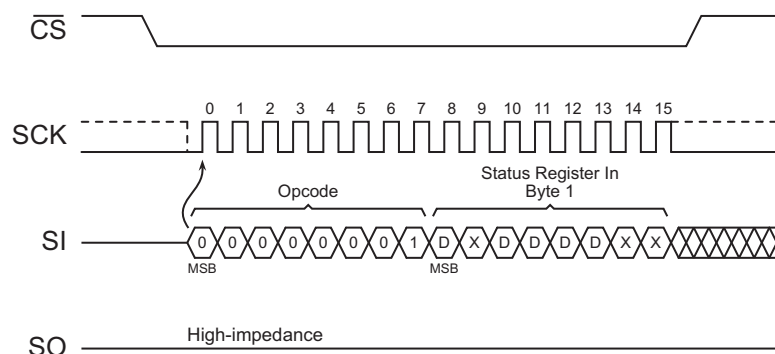 CS
0 1 2 3 4 5 6 7 8 9 10 11 12 13 14 15
SCK
Status Register In
Opcode Byte 1
SI 0 0 0 0 0 0 0 1 D X D D D D X X
MSB MSB
High-impedance
SO